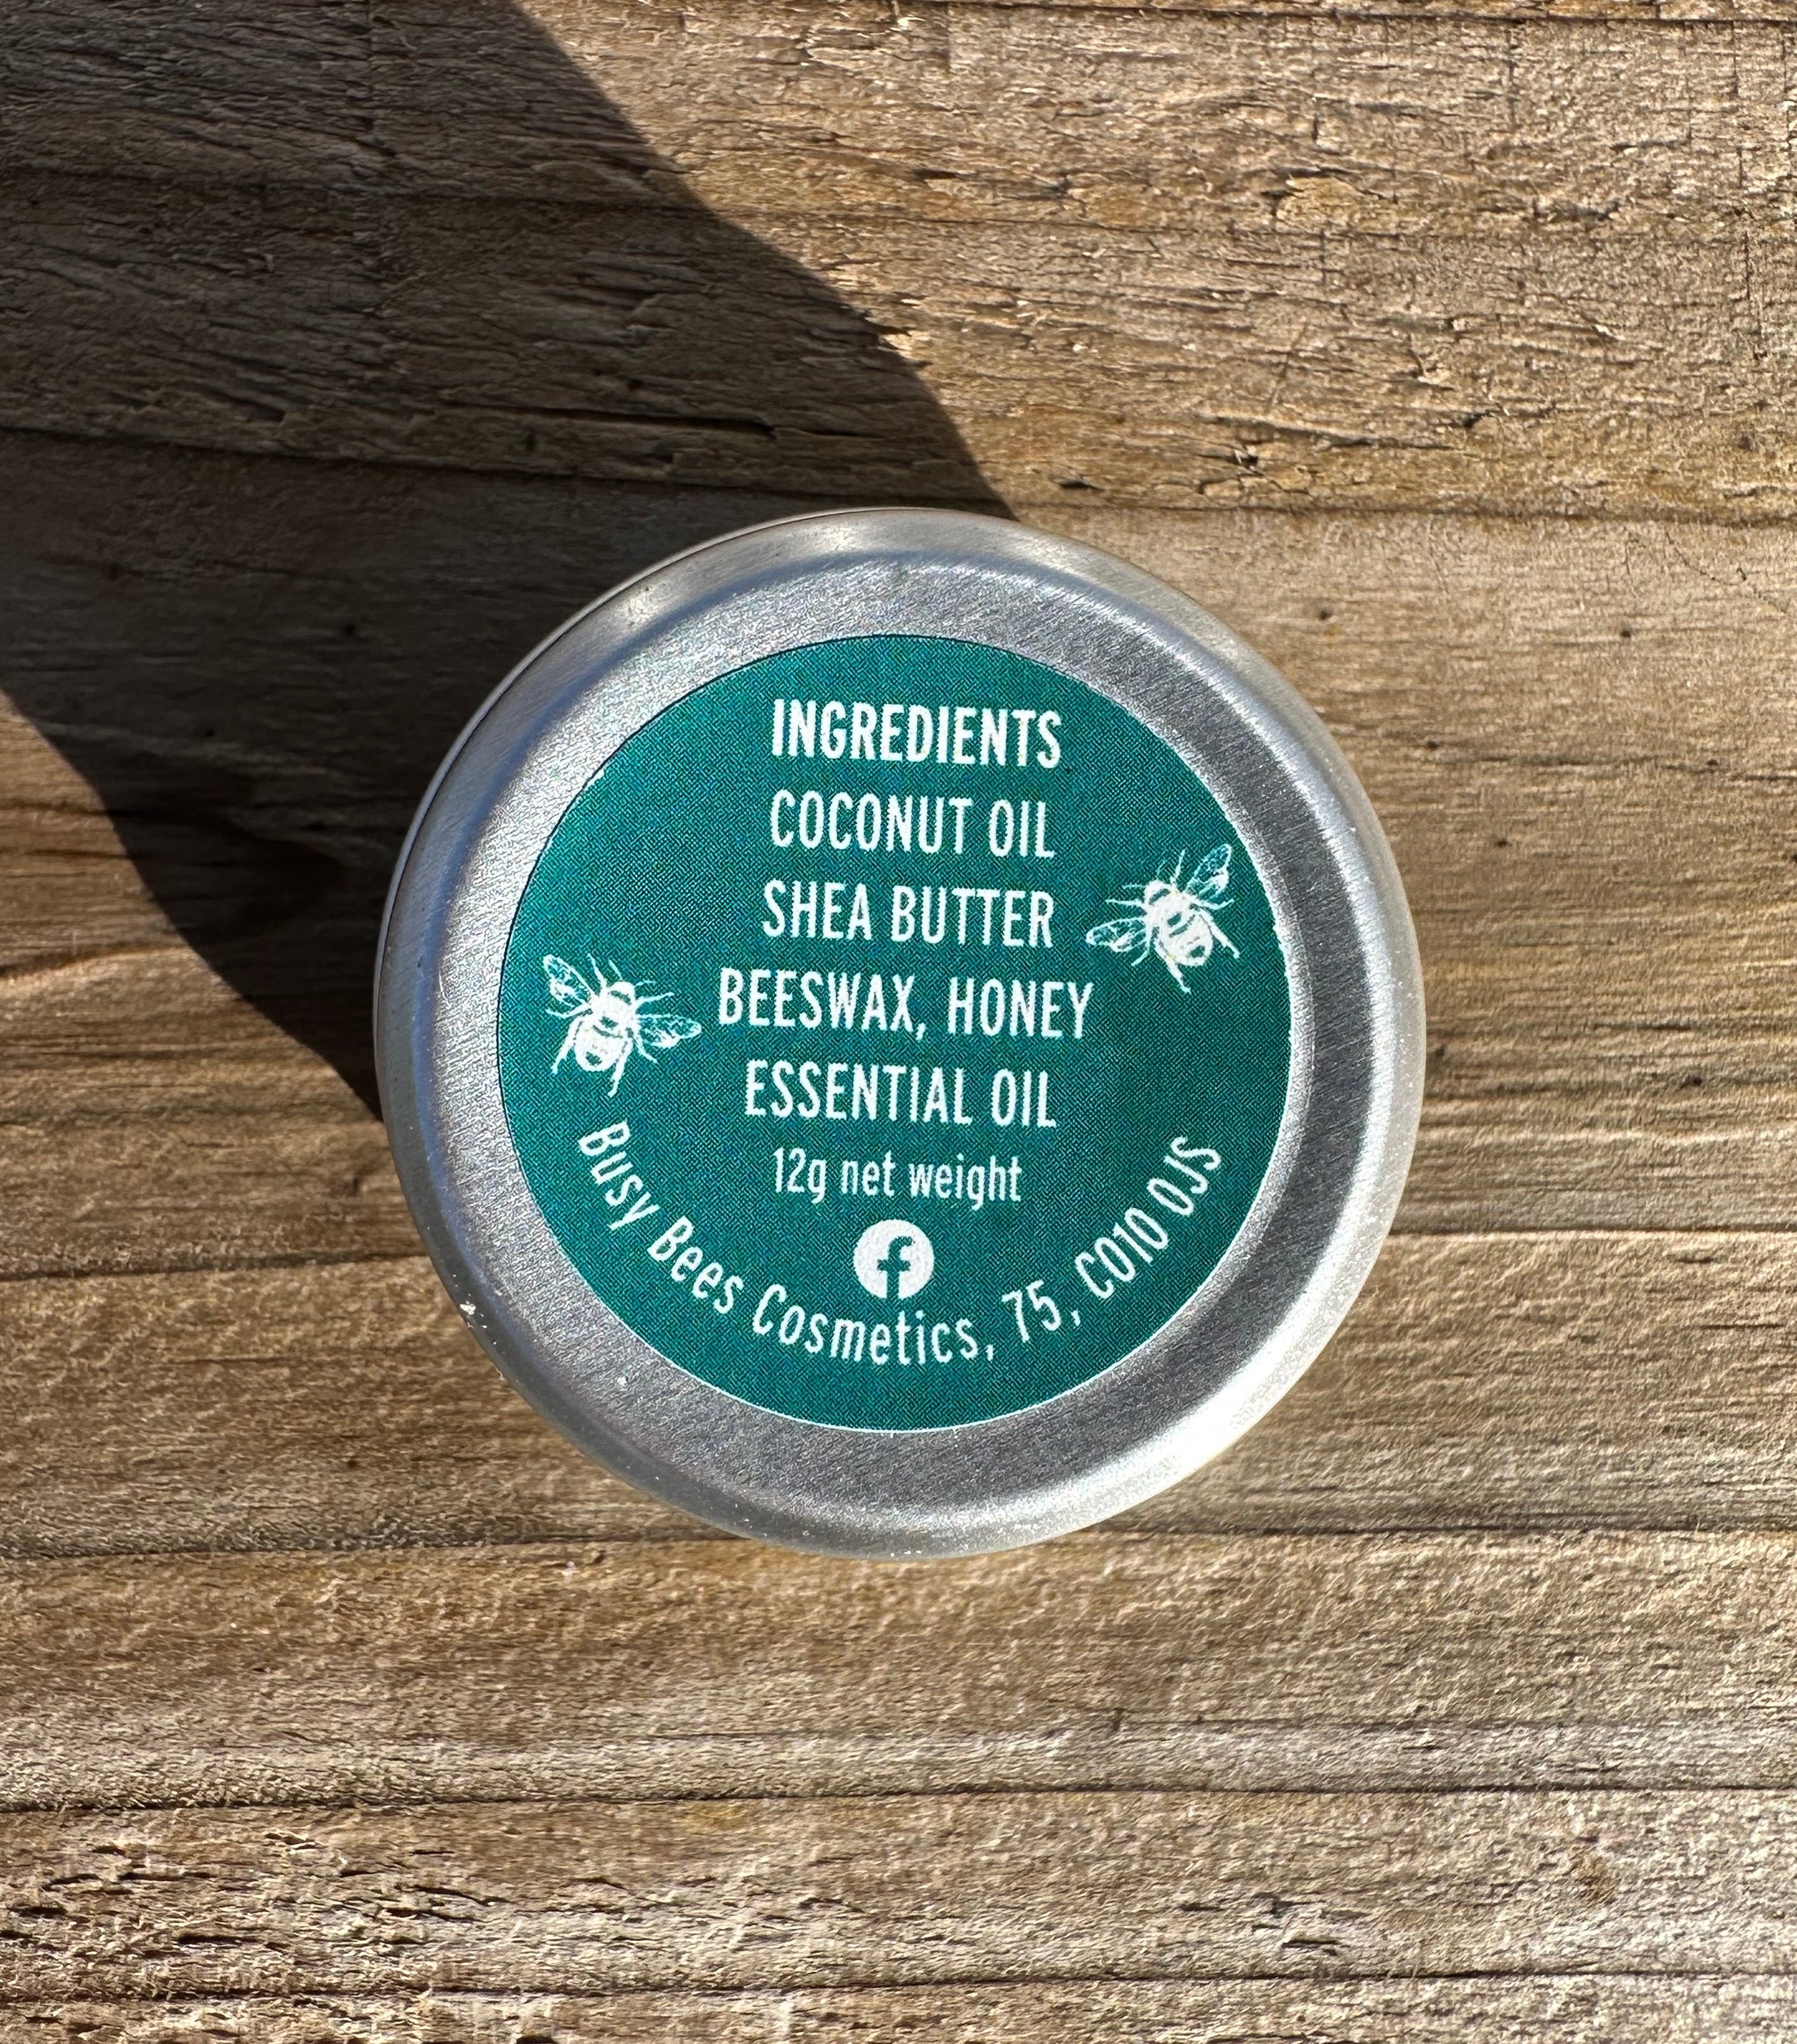 INGREDIENTS
COCONUT OIL
SHEA BUTTER
BEESWAX, HONEY
ESSENTIAL OIL
12g net weight
f
Busy Bees Cosmetics, 75, CO10 0JS